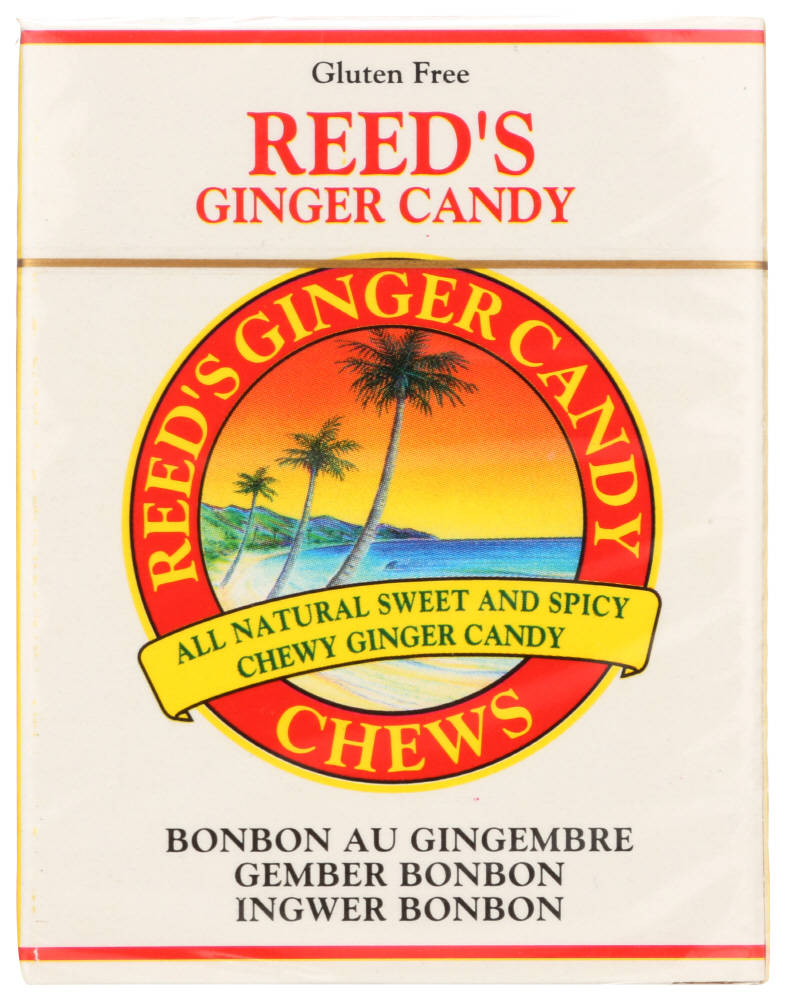 Gluten Free
REED'S
GINGER CANDY
REED'S GINGER CANDY
ALL NATURAL SWEET AND SPICY
CHEWY GINGER CANDY
CHEWS
BONBON AU GINGEMBRE
GEMBER BONBON
INGWER BONBON